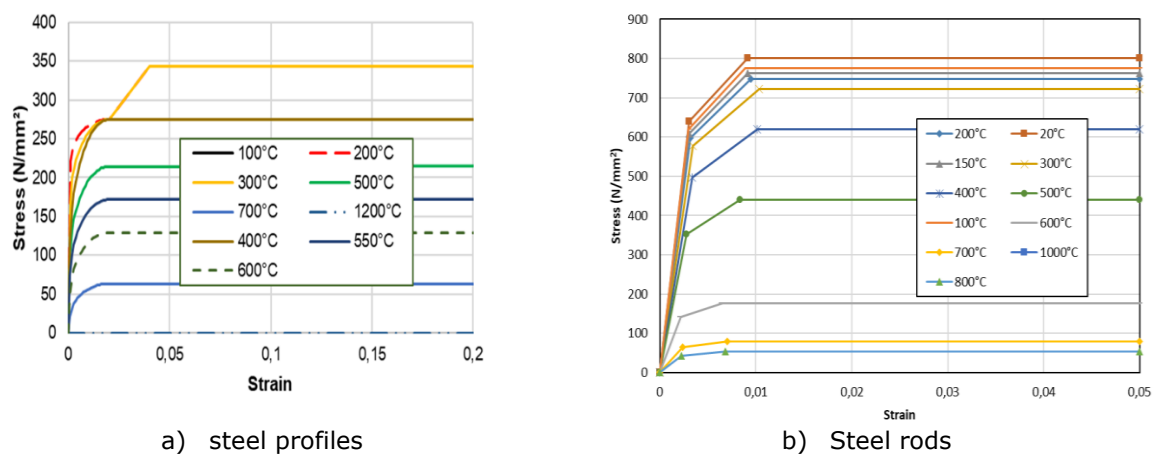 400
350
300
250
200
150
100
50
0
Stress (N/mm²)
100°C
200°C
300°C
500°C
700°C
1200°C
400°C
550°C
600°C
0
0,05
0,1
0,15
0,2
Strain
a) steel profiles
900
800
700
600
500
400
300
200
100
0
Stress (N/mm²)
200°C
20°C
150°C
300°C
400°C
500°C
100°C
600°C
700°C
1000°C
800°C
0
0,01
0,02
0,03
0,04
0,05
Strain
b) Steel rods